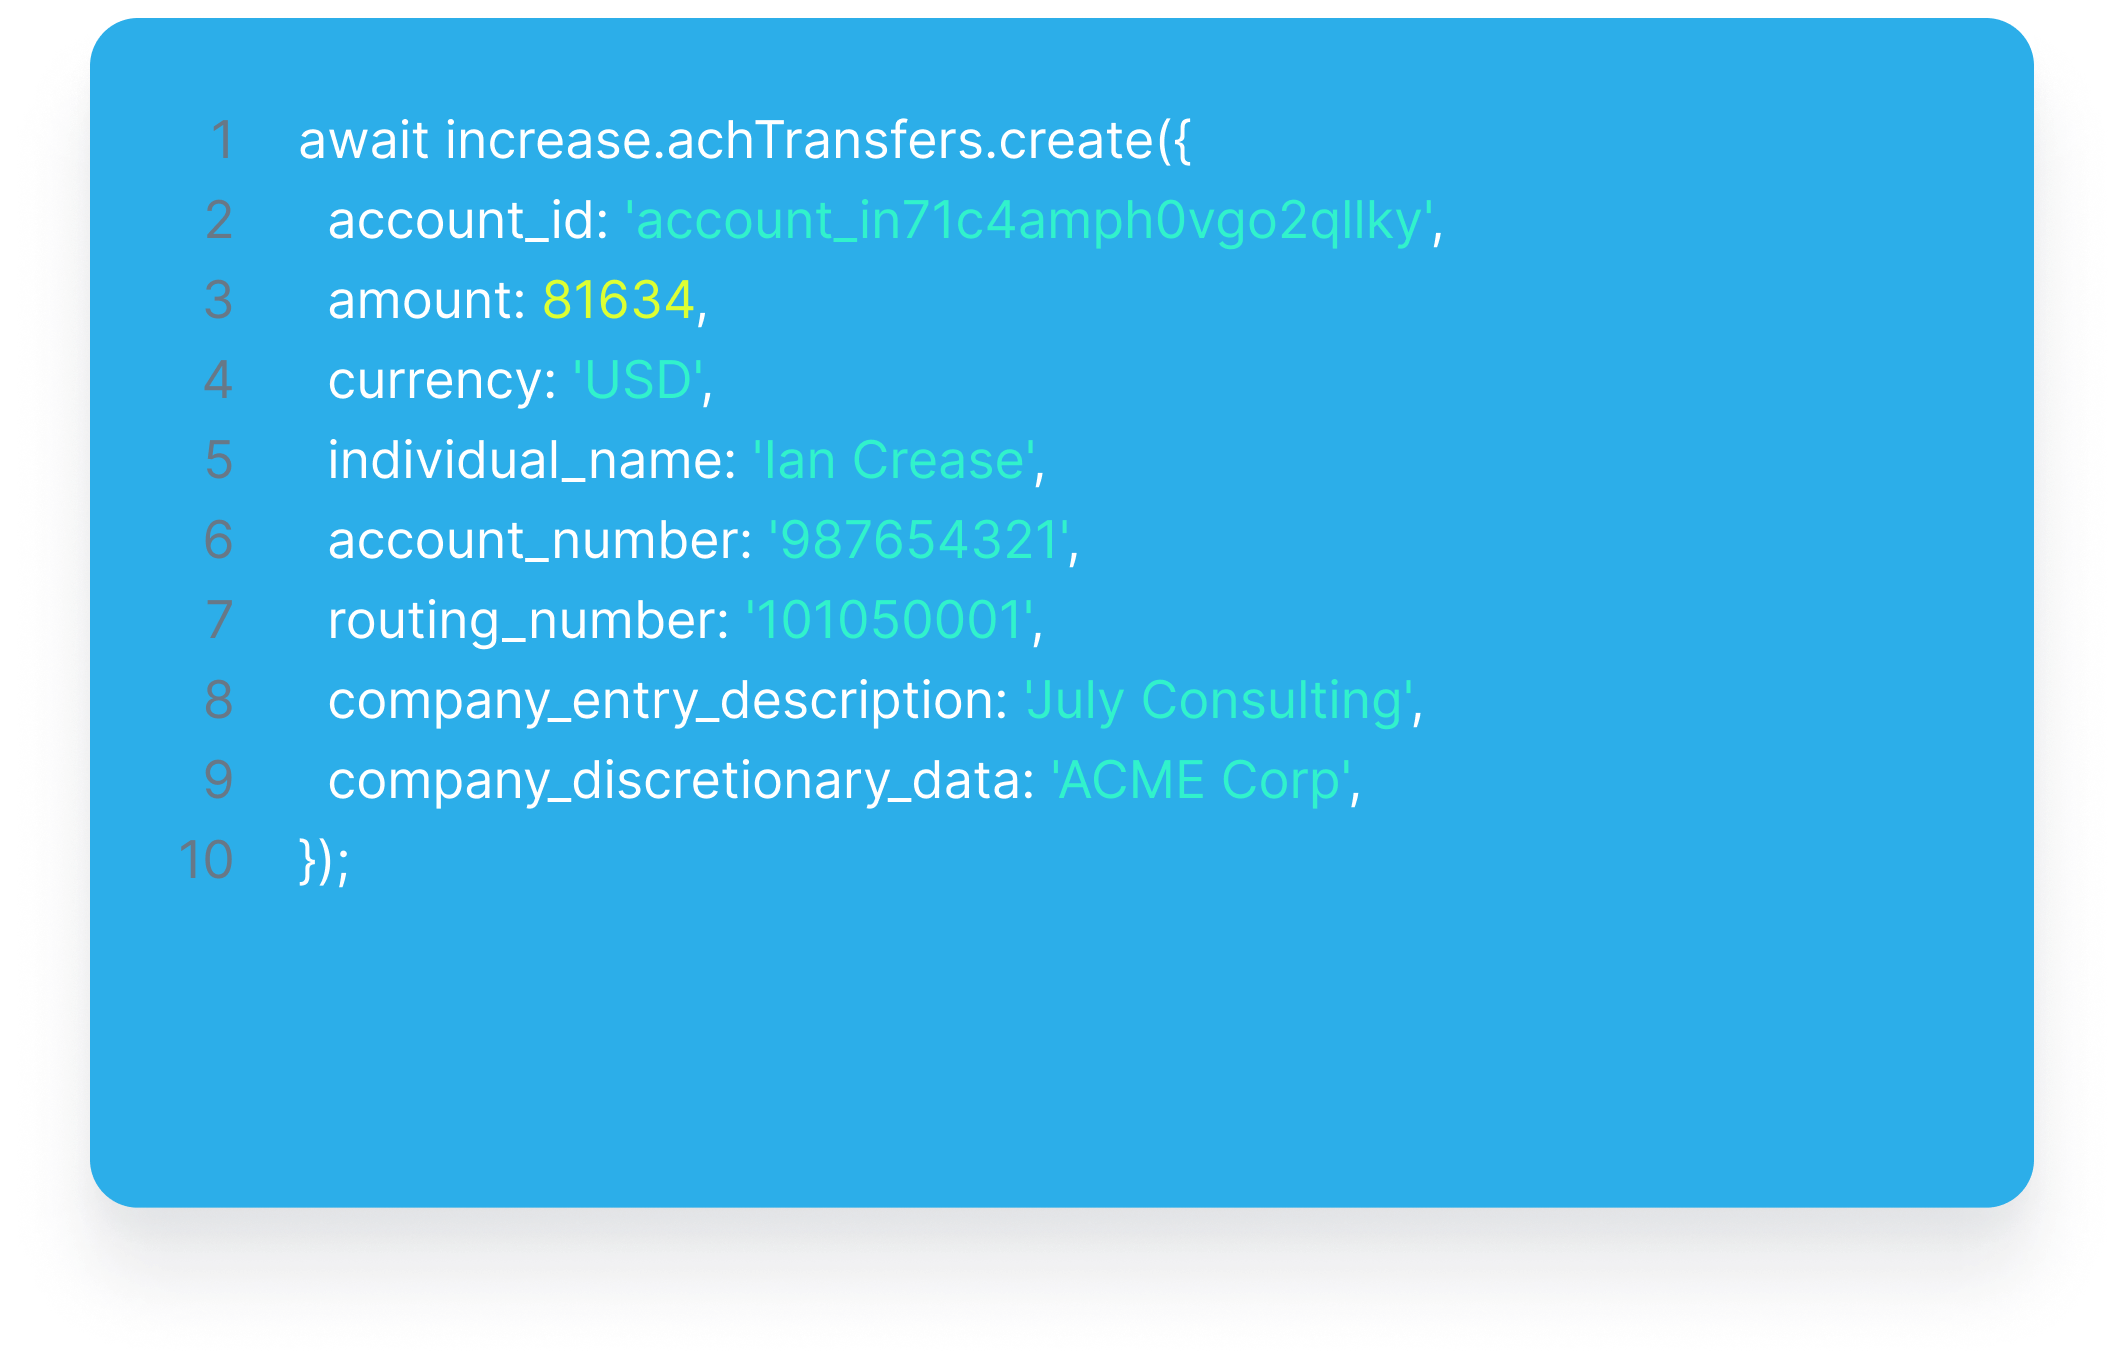 1 await increase.achTransfers.create({
2 account_id: 'account_in71c4amph0vgo2qllky',
3 amount: 81634,
4 currency: 'USD',
5 individual_name: 'Ian Crease',
6 account_number: '987654321',
7 routing_number: '101050001',
8 company_entry_description: 'July Consulting',
9 company_discretionary_data: 'ACME Corp',
10 });